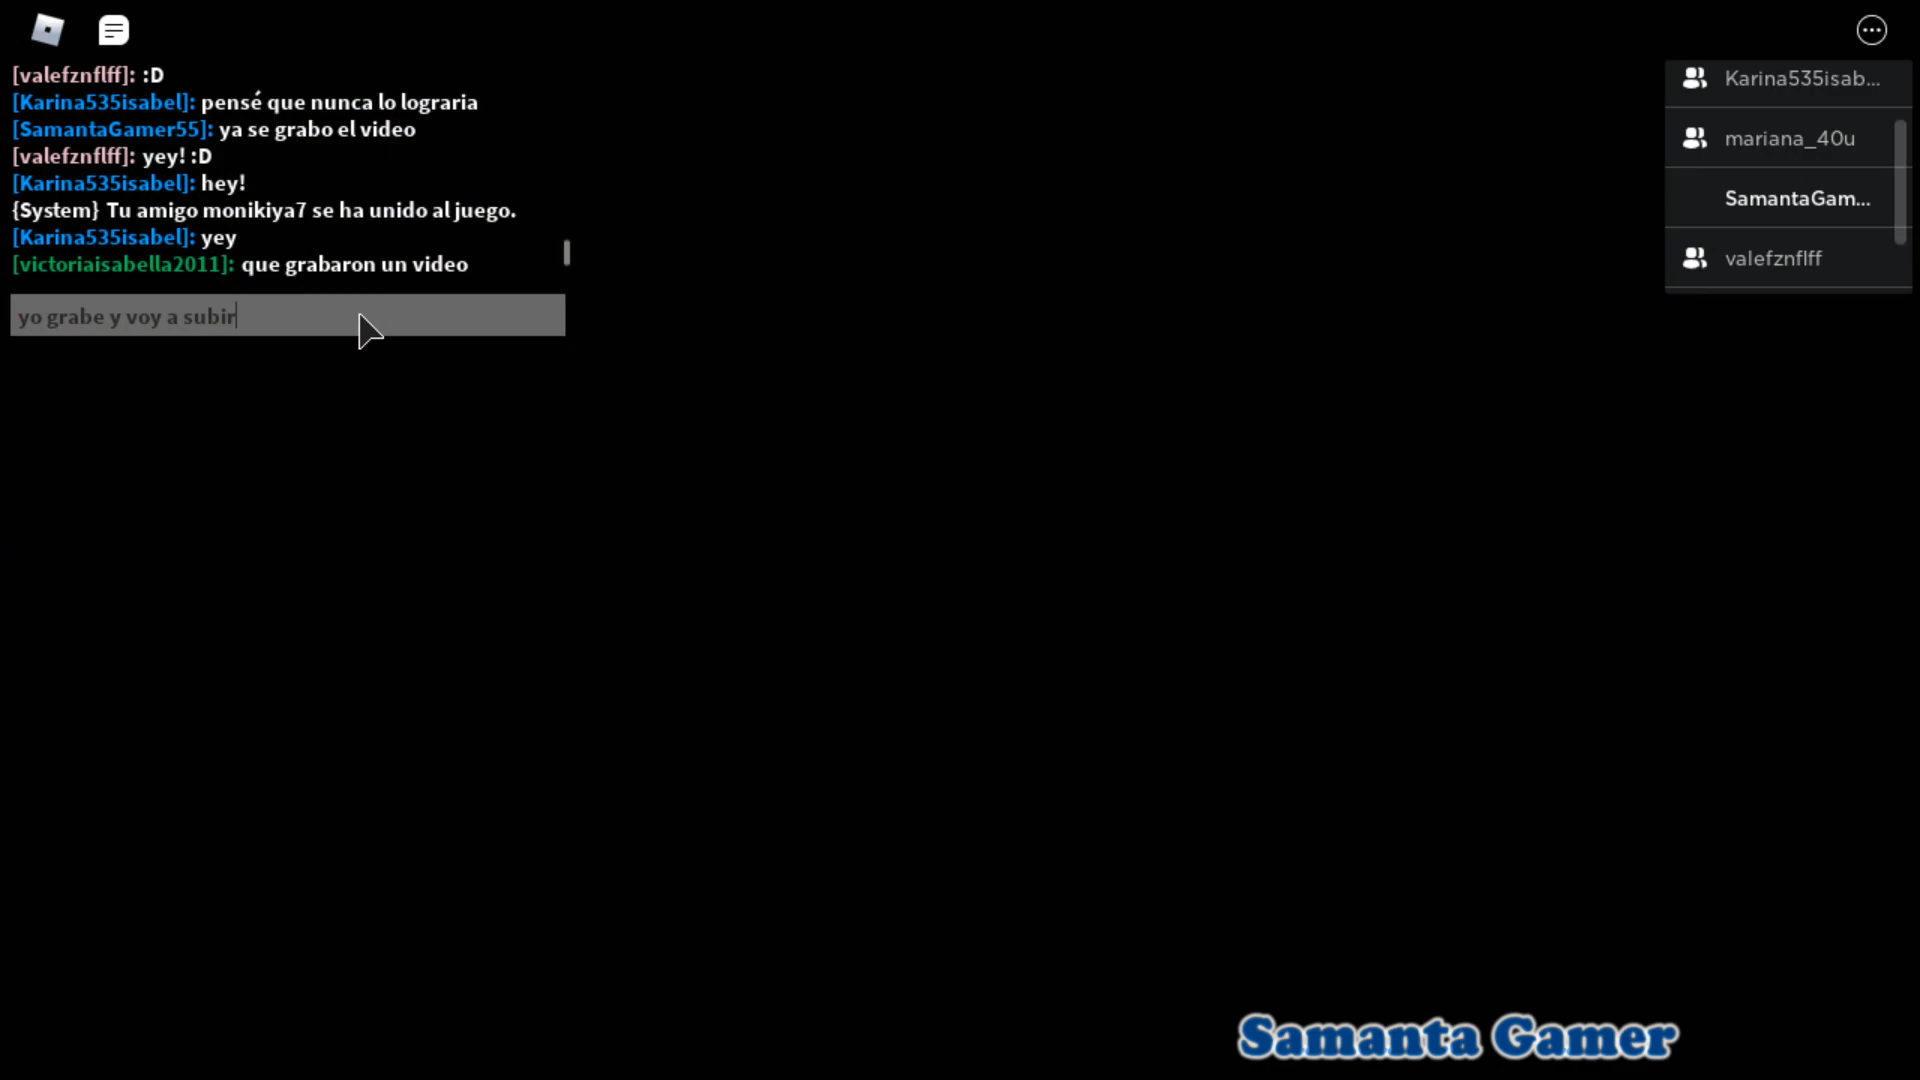 [valefznflff]: :D
[Karina535isabel]: pensé que nunca lo lograria
[SamantaGamer55]: ya se grabo el video
[valefznflff]: yey! :D
[Karina535isabel]: hey!
{System} Tu amigo monikiya7 se ha unido al juego.
[Karina535isabel]: yey
[victoriaisabella2011]: que grabaron un video
yo grabe y voy a subir
Karina535isab...
mariana_40u
SamantaGam...
valefznflff
Samanta Gamer